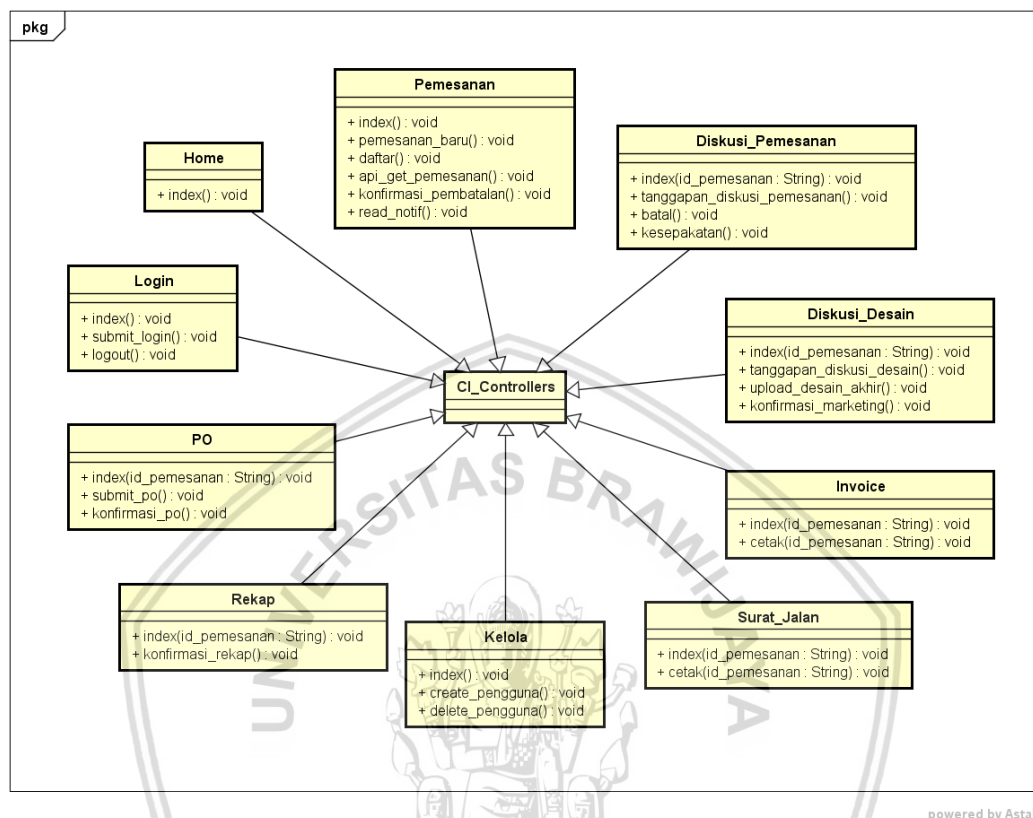 pkg
Pemesanan
+ index() : void
+ pemesanan_baru() : void
+ daftar() : void
+ api_get_pemesanan() : void
+ konfirmasi_pembatalan() : void
+ read_notif() : void
Home
+ index() : void
Diskusi_Pemesanan
+ index(id_pemesanan : String) : void
+ tanggapan_diskusi_pemesanan() : void
+ batal() : void
+ kesepakatan() : void
Login
+ index() : void
+ submit_login() : void
+ logout() : void
Diskusi_Desain
+ index(id_pemesanan : String) : void
+ tanggapan_diskusi_desain() : void
+ upload_desain_akhir() : void
+ konfirmasi_marketing() : void
CI_Controllers
PO
+ index(id_pemesanan : String) : void
+ submit_po() : void
+ konfirmasi_po() : void
Invoice
+ index(id_pemesanan : String) : void
+ cetak(id_pemesanan : String) : void
Rekap
+ index(id_pemesanan : String) : void
+ konfirmasi_rekap() : void
Kelola
+ index() : void
+ create_pengguna() : void
+ delete_pengguna() : void
Surat_Jalan
+ index(id_pemesanan : String) : void
+ cetak(id_pemesanan : String) : void
UNIVERSITAS BRAWIJAYA
powered by Asta